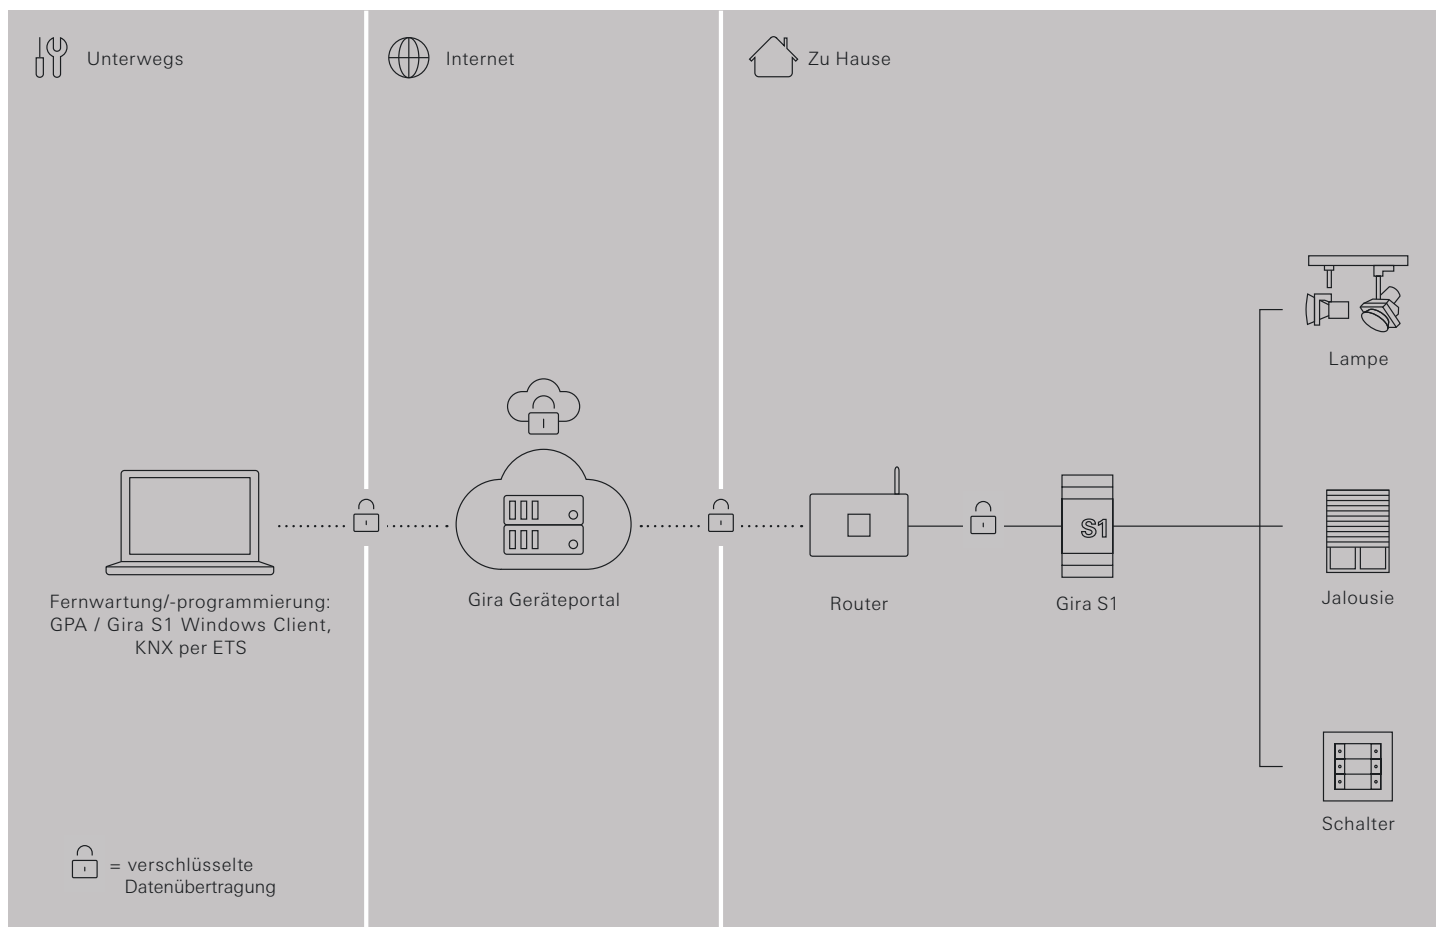 Unterwegs
Internet
Zu Hause
Lampe
S1
Fernwartung/-programmierung:
GPA / Gira S1 Windows Client,
KNX per ETS
Gira Geräteportal
Router
Gira S1
Jalousie
Schalter
= verschlüsselte
Datenübertragung